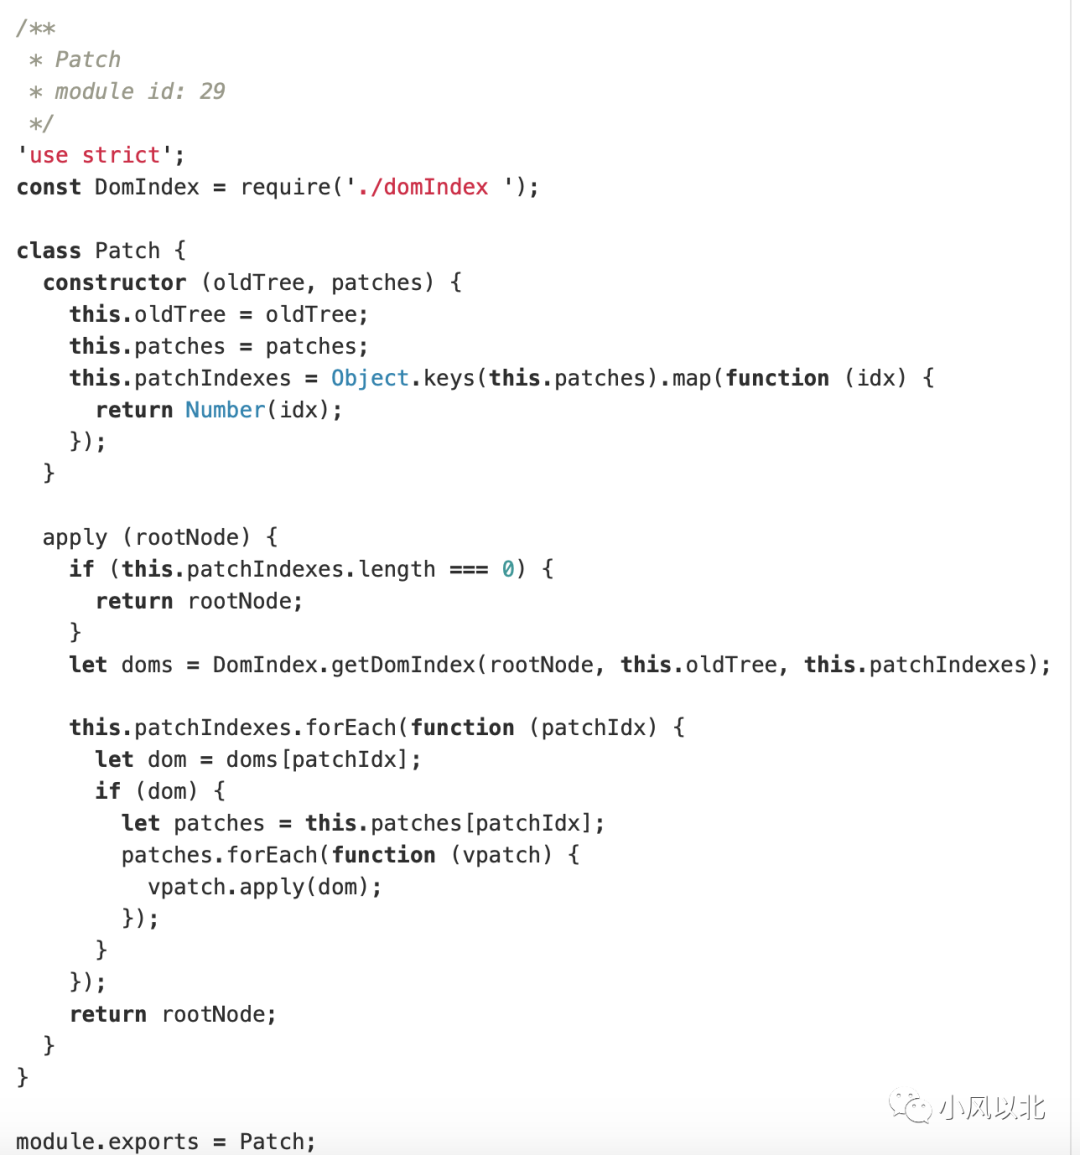 /**
 * Patch
 * module id: 29
 */
'use strict';
const DomIndex = require('./domIndex ');

class Patch {
  constructor (oldTree, patches) {
    this.oldTree = oldTree;
    this.patches = patches;
    this.patchIndexes = Object.keys(this.patches).map(function (idx) {
      return Number(idx);
    });
  }

  apply (rootNode) {
    if (this.patchIndexes.length === 0) {
      return rootNode;
    }
    let doms = DomIndex.getDomIndex(rootNode, this.oldTree, this.patchIndexes);

    this.patchIndexes.forEach(function (patchIdx) {
      let dom = doms[patchIdx];
      if (dom) {
        let patches = this.patches[patchIdx];
        patches.forEach(function (vpatch) {
          vpatch.apply(dom);
        });
      }
    });
    return rootNode;
  }
}

小凤以北
module.exports = Patch;